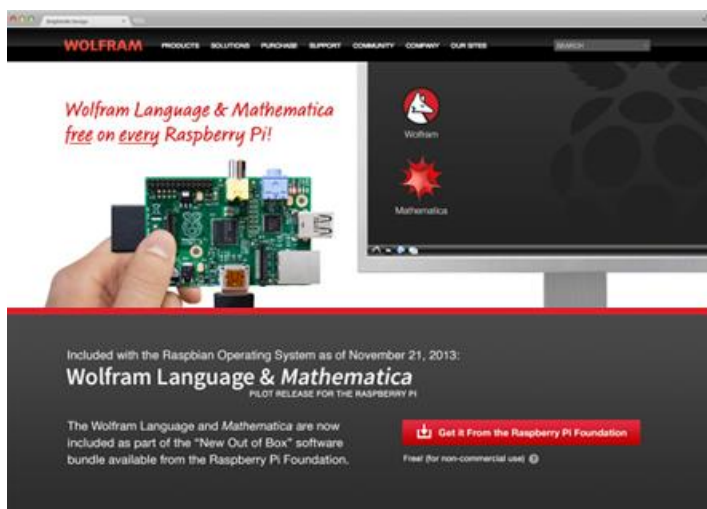 WOLFRAM PRODUCTS SOLUTIONS PURCHASE SUPPORT COMMUNITY COMPANY OUR SITES SEARCH
Wolfram Language & Mathematica
free on every Raspberry Pi!
Wolfram
Mathematica
Included with the Raspbian Operating System as of November 21, 2013:
Wolfram Language & Mathematica
PILOT RELEASE FOR THE RASPBERRY PI
The Wolfram Language and Mathematica are now
included as part of the "New Out of Box" software
bundle available from the Raspberry Pi Foundation.
Get it From the Raspberry Pi Foundation
Free! (for non-commercial use)